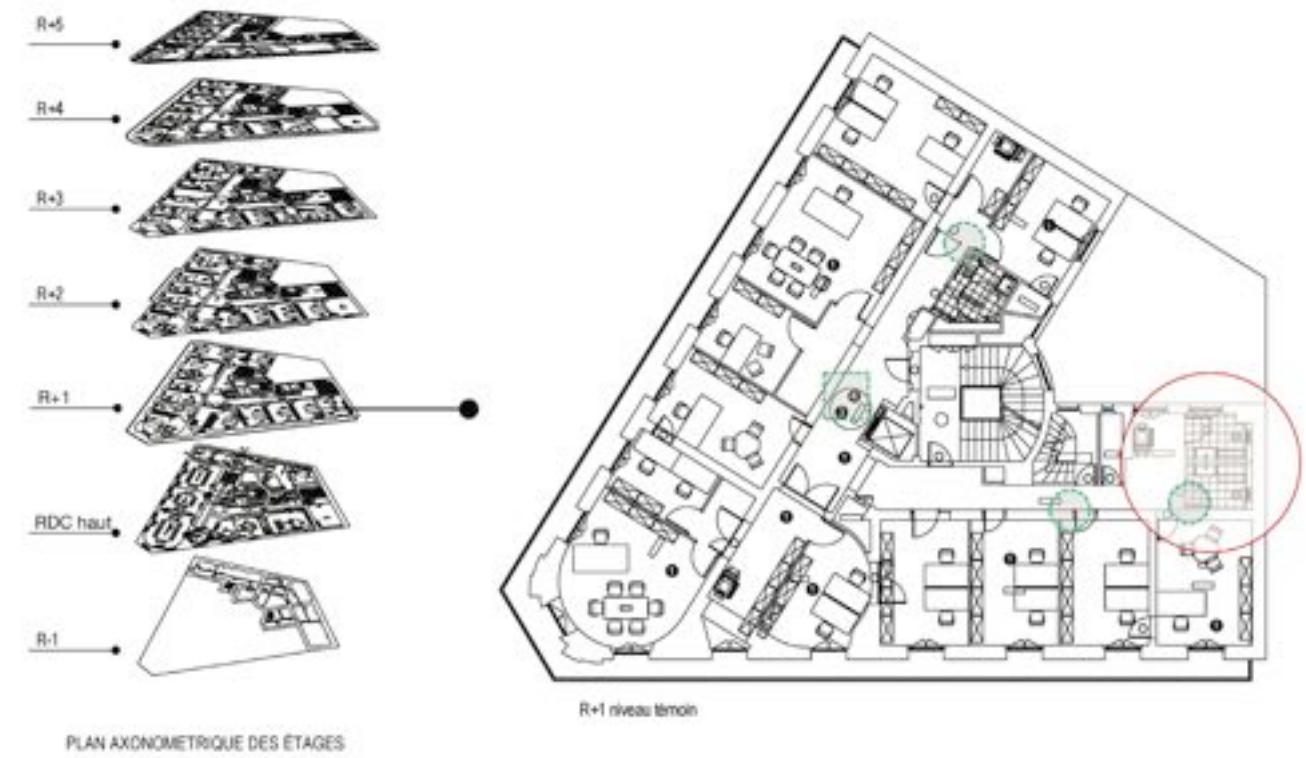 R+5
R+4
R+3
R+2
R+1
RDC haut
R-1
R+1 niveau témoin
PLAN AXONOMETRIQUE DES ÉTAGES